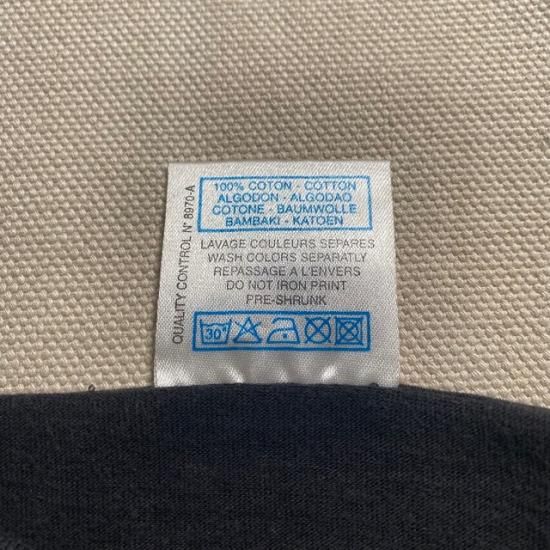 100% COTON - COTTON
ALGODON - ALGODAO
COTONE - BAUMWOLLE
BAMBAKI - KATOEN
LAVAGE COULEURS SEPARES
WASH COLORS SEPARATLY
REPASSAGE A L'ENVERS
DO NOT IRON PRINT
PRE-SHRUNK
30°
QUALITY CONTROL N° 8970-A